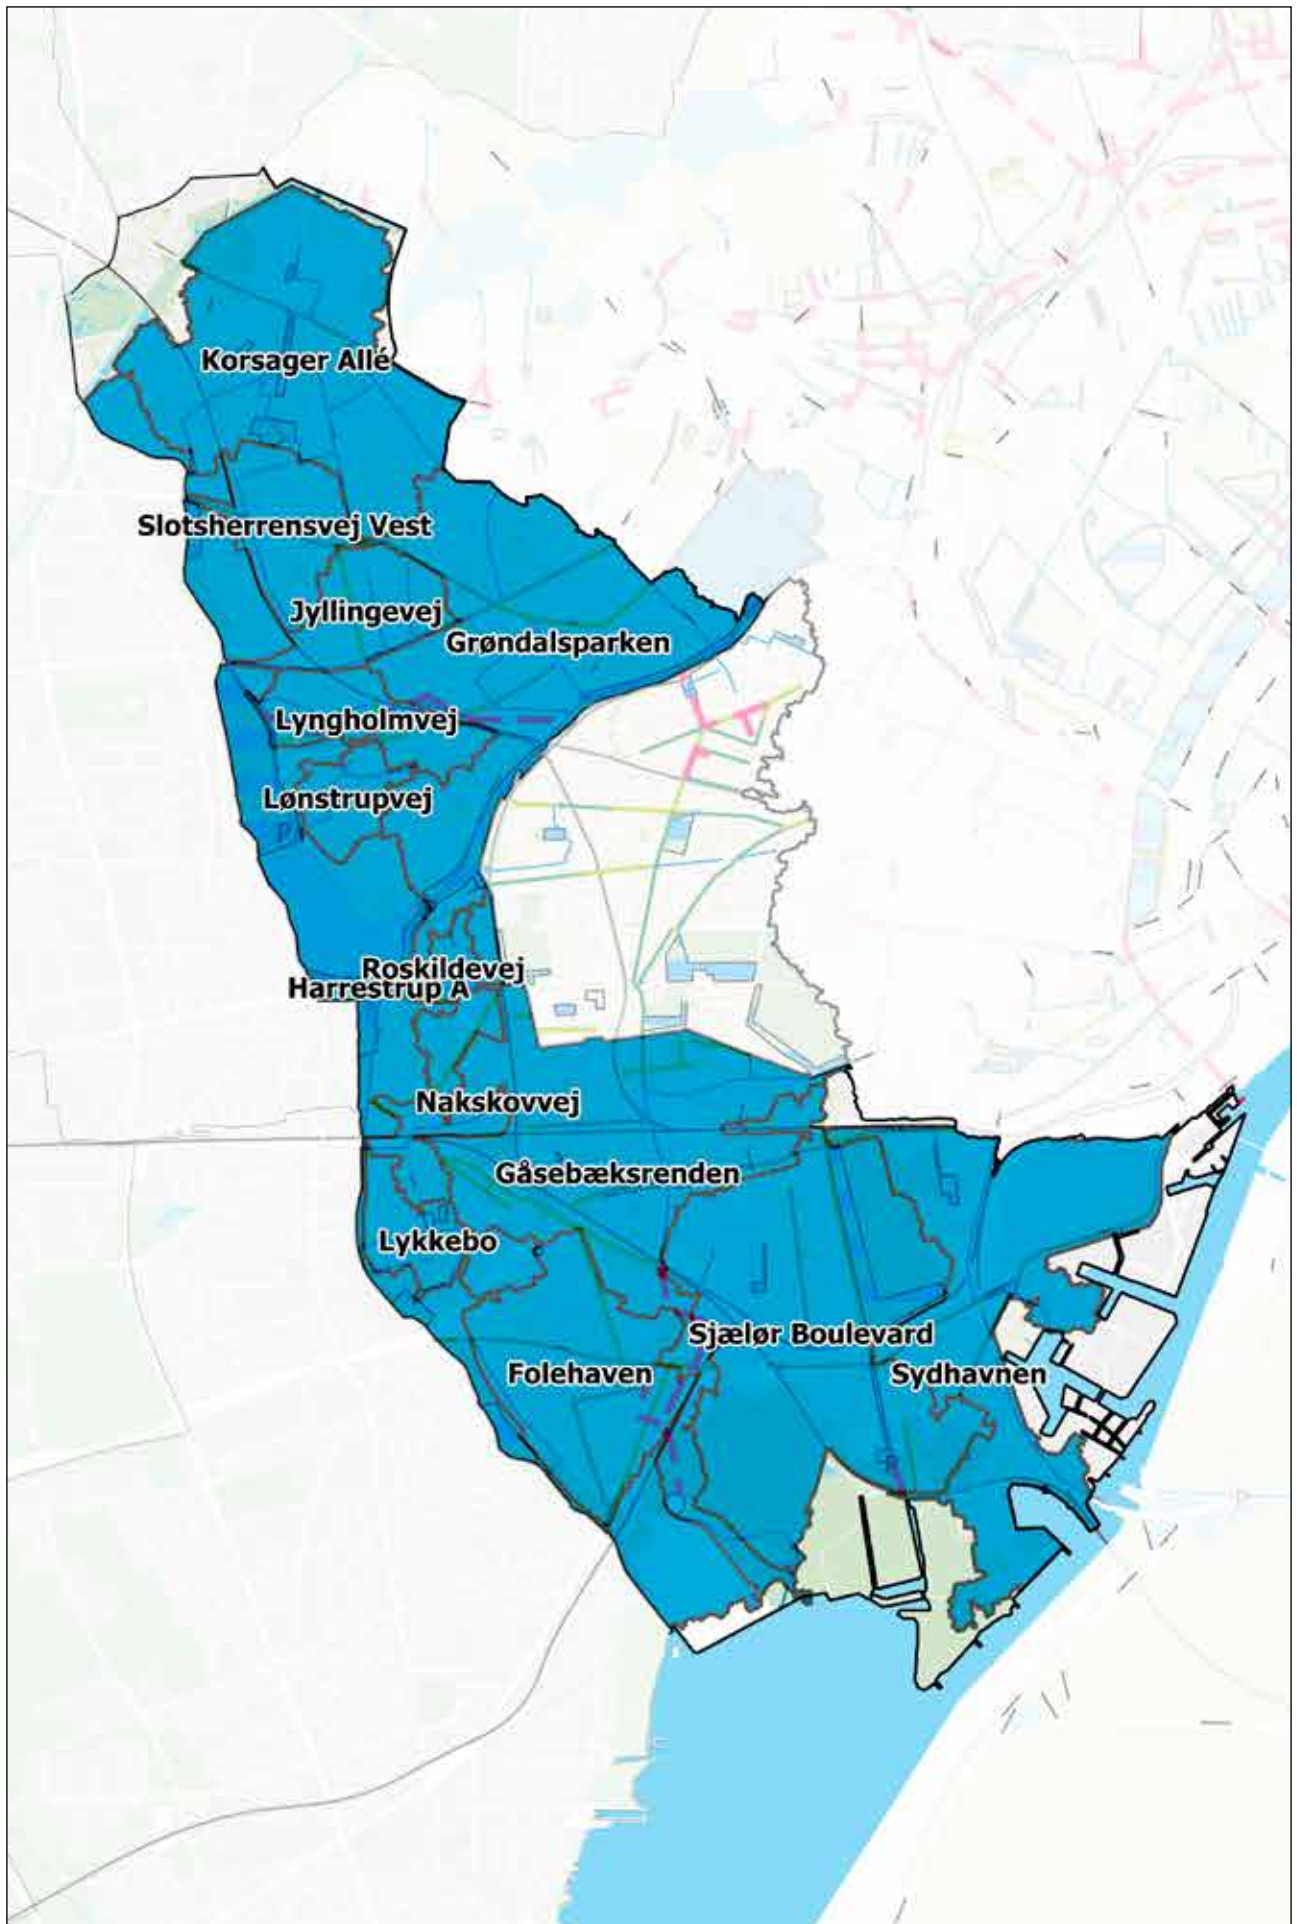 Korsager Allé
Slotsherrensvej Vest
Jyllingevej
Grøndalsparken
Lyngholmvej
Lønstrupvej
Roskildevej
Harrestrup Å
Nakskovvej
Gåsebæksrenden
Lykkebo
Sjælør Boulevard
Folehaven
Sydhavnen